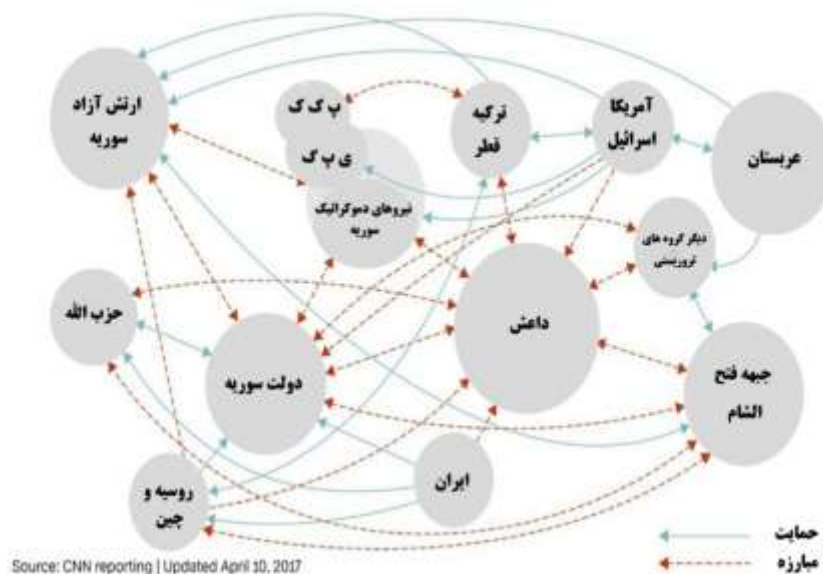 ارتش آزاد
سوریه
پ ک ک
ی پ گ
نیروهای دموکراتیک
سوریه
ترکیه
قطر
آمریکا
اسرائیل
عربستان
دیگر گروه های
تروریستی
حزب الله
داعش
دولت سوریه
جبهه فتح
الشام
ایران
روسیه و
چین
حمایت
مبارزه
Source: CNN reporting | Updated April 10, 2017